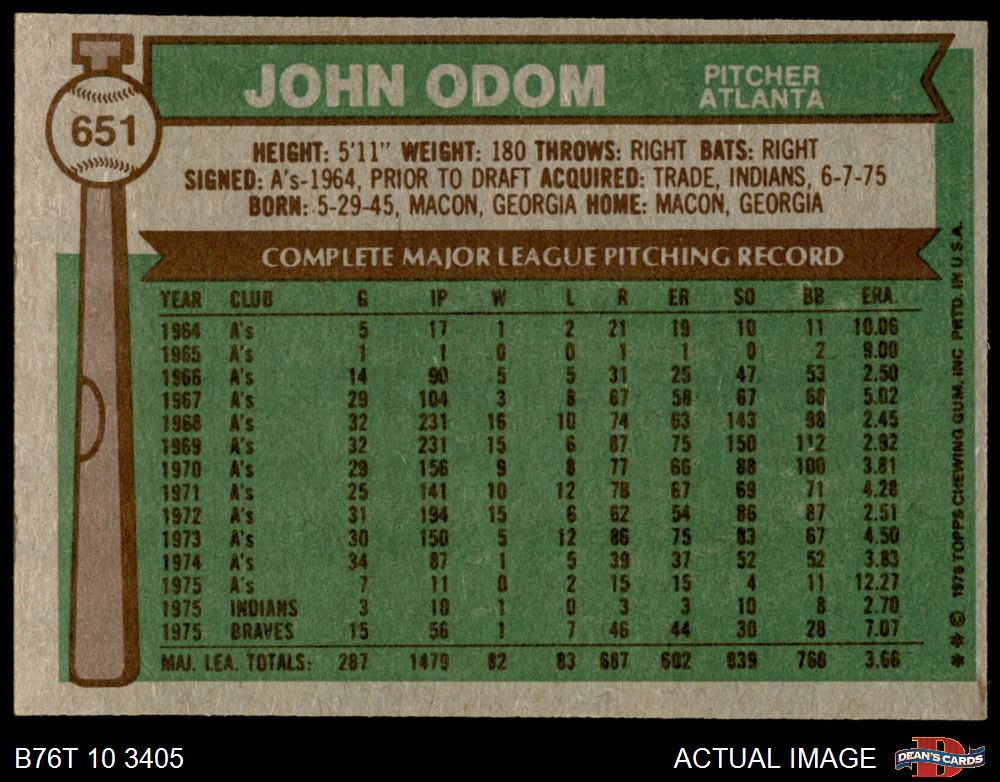 651
JOHN ODOM
PITCHER
ATLANTA
HEIGHT: 5'11" WEIGHT: 180 THROWS: RIGHT BATS: RIGHT
SIGNED: A's-1964, PRIOR TO DRAFT ACQUIRED: TRADE, INDIANS, 6-7-75
BORN: 5-29-45, MACON, GEORGIA HOME: MACON, GEORGIA
COMPLETE MAJOR LEAGUE PITCHING RECORD
YEAR CLUB G IP W L R ER SO BB ERA.
1964 A's 5 17 1 2 21 19 10 11 10.06
1965 A's 1 1 0 0 1 1 0 2 9.00
1966 A's 14 90 5 5 31 25 47 53 2.50
1967 A's 29 104 3 8 67 58 67 68 5.02
1968 A's 32 231 16 10 74 63 143 98 2.45
1969 A's 32 231 15 6 87 75 150 112 2.92
1970 A's 29 156 9 8 77 66 88 100 3.81
1971 A's 25 141 10 12 78 67 69 71 4.28
1972 A's 31 194 15 6 62 54 86 87 2.51
1973 A's 30 150 5 12 86 75 83 67 4.50
1974 A's 34 87 1 5 39 37 52 52 3.83
1975 A's 7 11 0 2 15 15 4 11 12.27
1975 INDIANS 3 10 1 0 3 3 10 8 2.70
1975 BRAVES 15 56 1 7 46 44 30 28 7.07
MAJ. LEA. TOTALS: 287 1479 82 83 687 602 839 768 3.66
* * © 1976 TOPPS CHEWING GUM, INC PRTD. IN U.S.A.
B76T 10 3405
ACTUAL IMAGE
D
DEAN'S CARDS